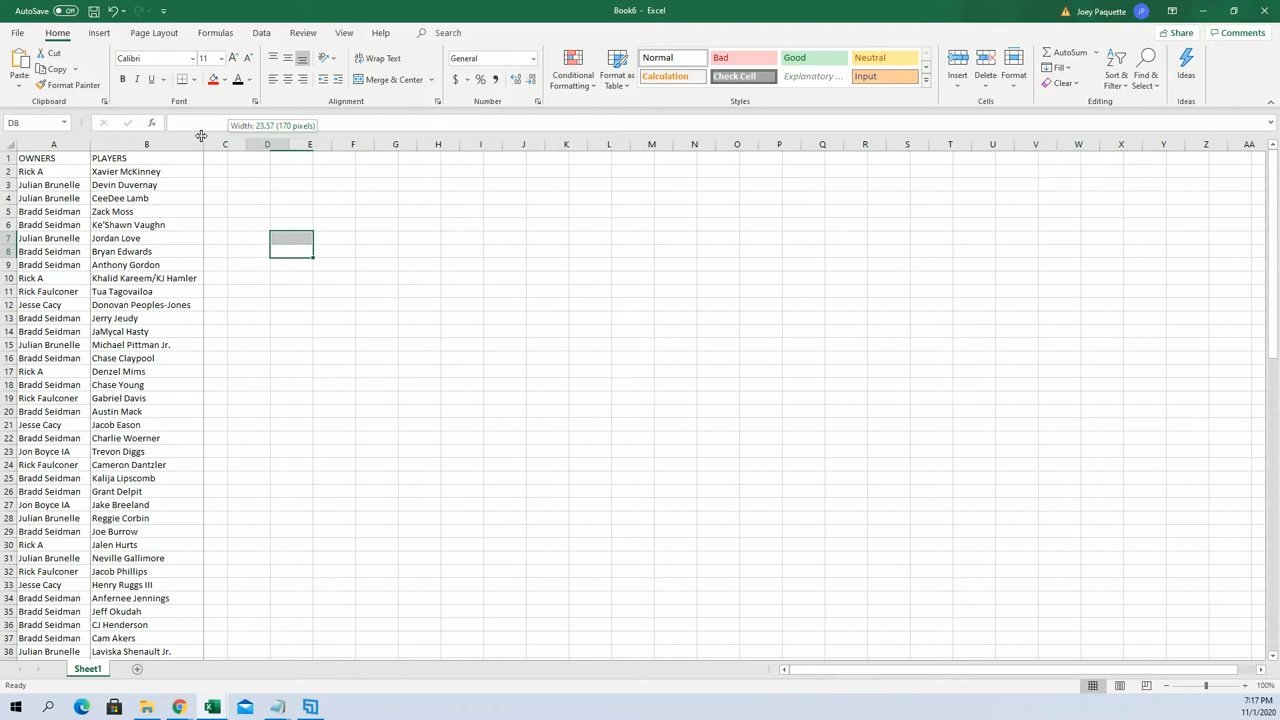 AutoSave Off Book6 - Excel Joey Paquette JP
File Home Insert Page Layout Formulas Data Review View Help Search Share Comments
Paste Cut Copy Format Painter Clipboard
Calibri 11 B I U A A Font
Wrap Text Merge & Center Alignment
General $ % Number
Conditional Formatting Format as Table
Normal Bad Good Neutral
Calculation Check Cell Explanatory ... Input
Styles
Insert Delete Format Cells
AutoSum Fill Clear Sort & Filter Find & Select Editing
Ideas Ideas
D8 fx Width: 23.57 (170 pixels)
A B C D E F G H I J K L M N O P Q R S T U V W X Y Z AA
1 OWNERS PLAYERS
2 Rick A Xavier McKinney
3 Julian Brunelle Devin Duvernay
4 Julian Brunelle CeeDee Lamb
5 Bradd Seidman Zack Moss
6 Bradd Seidman Ke'Shawn Vaughn
7 Julian Brunelle Jordan Love
8 Bradd Seidman Bryan Edwards
9 Bradd Seidman Anthony Gordon
10 Rick A Khalid Kareem/KJ Hamler
11 Rick Faulconer Tua Tagovailoa
12 Jesse Cacy Donovan Peoples-Jones
13 Bradd Seidman Jerry Jeudy
14 Bradd Seidman JaMycal Hasty
15 Julian Brunelle Michael Pittman Jr.
16 Bradd Seidman Chase Claypool
17 Rick A Denzel Mims
18 Bradd Seidman Chase Young
19 Rick Faulconer Gabriel Davis
20 Bradd Seidman Austin Mack
21 Jesse Cacy Jacob Eason
22 Bradd Seidman Charlie Woerner
23 Jon Boyce IA Trevon Diggs
24 Rick Faulconer Cameron Dantzler
25 Bradd Seidman Kalija Lipscomb
26 Bradd Seidman Grant Delpit
27 Jon Boyce IA Jake Breeland
28 Julian Brunelle Reggie Corbin
29 Bradd Seidman Joe Burrow
30 Rick A Jalen Hurts
31 Julian Brunelle Neville Gallimore
32 Rick Faulconer Jacob Phillips
33 Jesse Cacy Henry Ruggs III
34 Bradd Seidman Anfernee Jennings
35 Bradd Seidman Jeff Okudah
36 Bradd Seidman CJ Henderson
37 Bradd Seidman Cam Akers
38 Julian Brunelle Laviska Shenault Jr.
Sheet1
Ready 100%
7:17 PM
11/1/2020